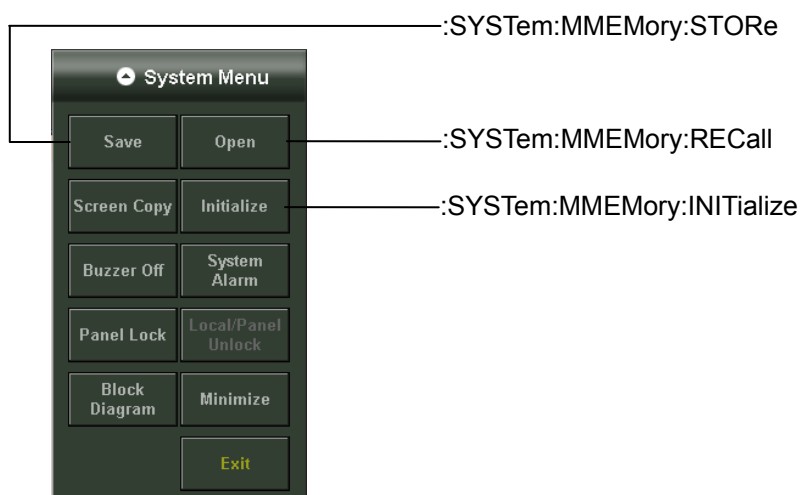 :SYSTem:MMEMory:STORe
System Menu
Save
Open
:SYSTem:MMEMory:RECall
Screen Copy
Initialize
:SYSTem:MMEMory:INITialize
Buzzer Off
System
Alarm
Panel Lock
Local/Panel
Unlock
Block
Diagram
Minimize
Exit